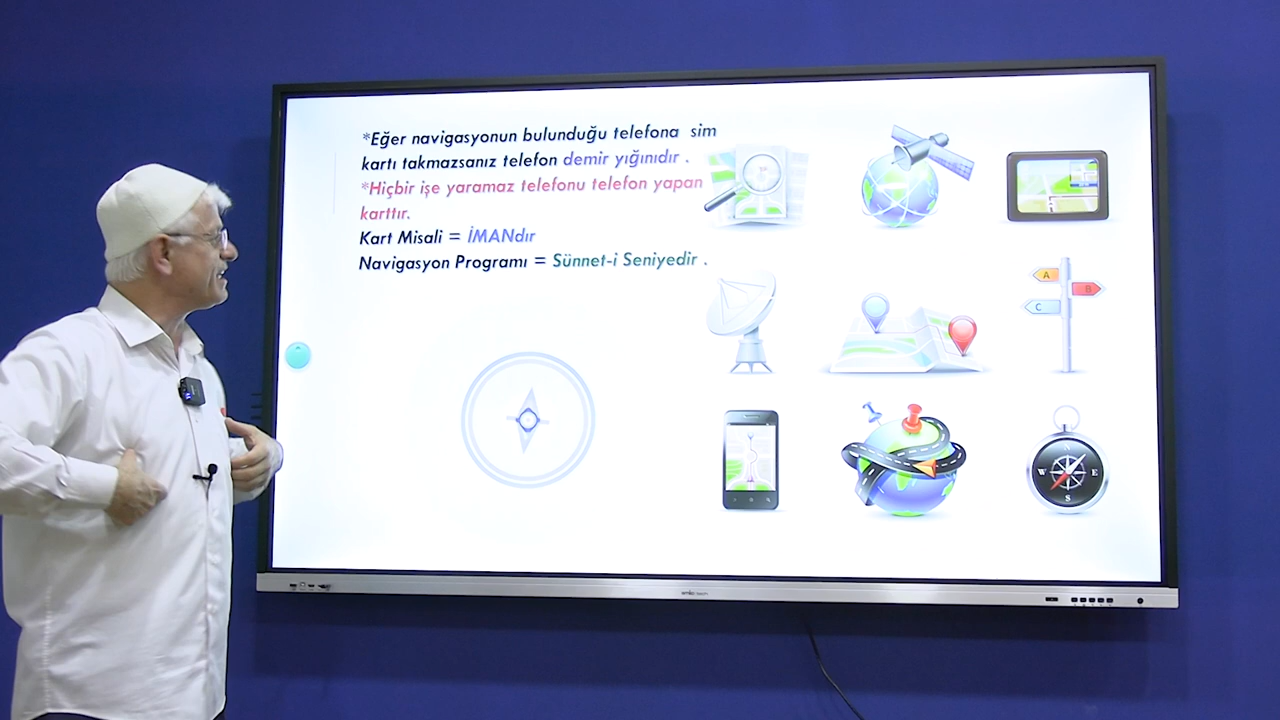 *Eğer navigasyonun bulunduğu telefona sim
kartı takmazsanız telefon demir yığınıdır .
*Hiçbir işe yaramaz telefonu telefon yapan
karttır.
Kart Misali = İMANdır
Navigasyon Programı = Sünnet-i Seniyedir .
A
B
C
N
W
E
S